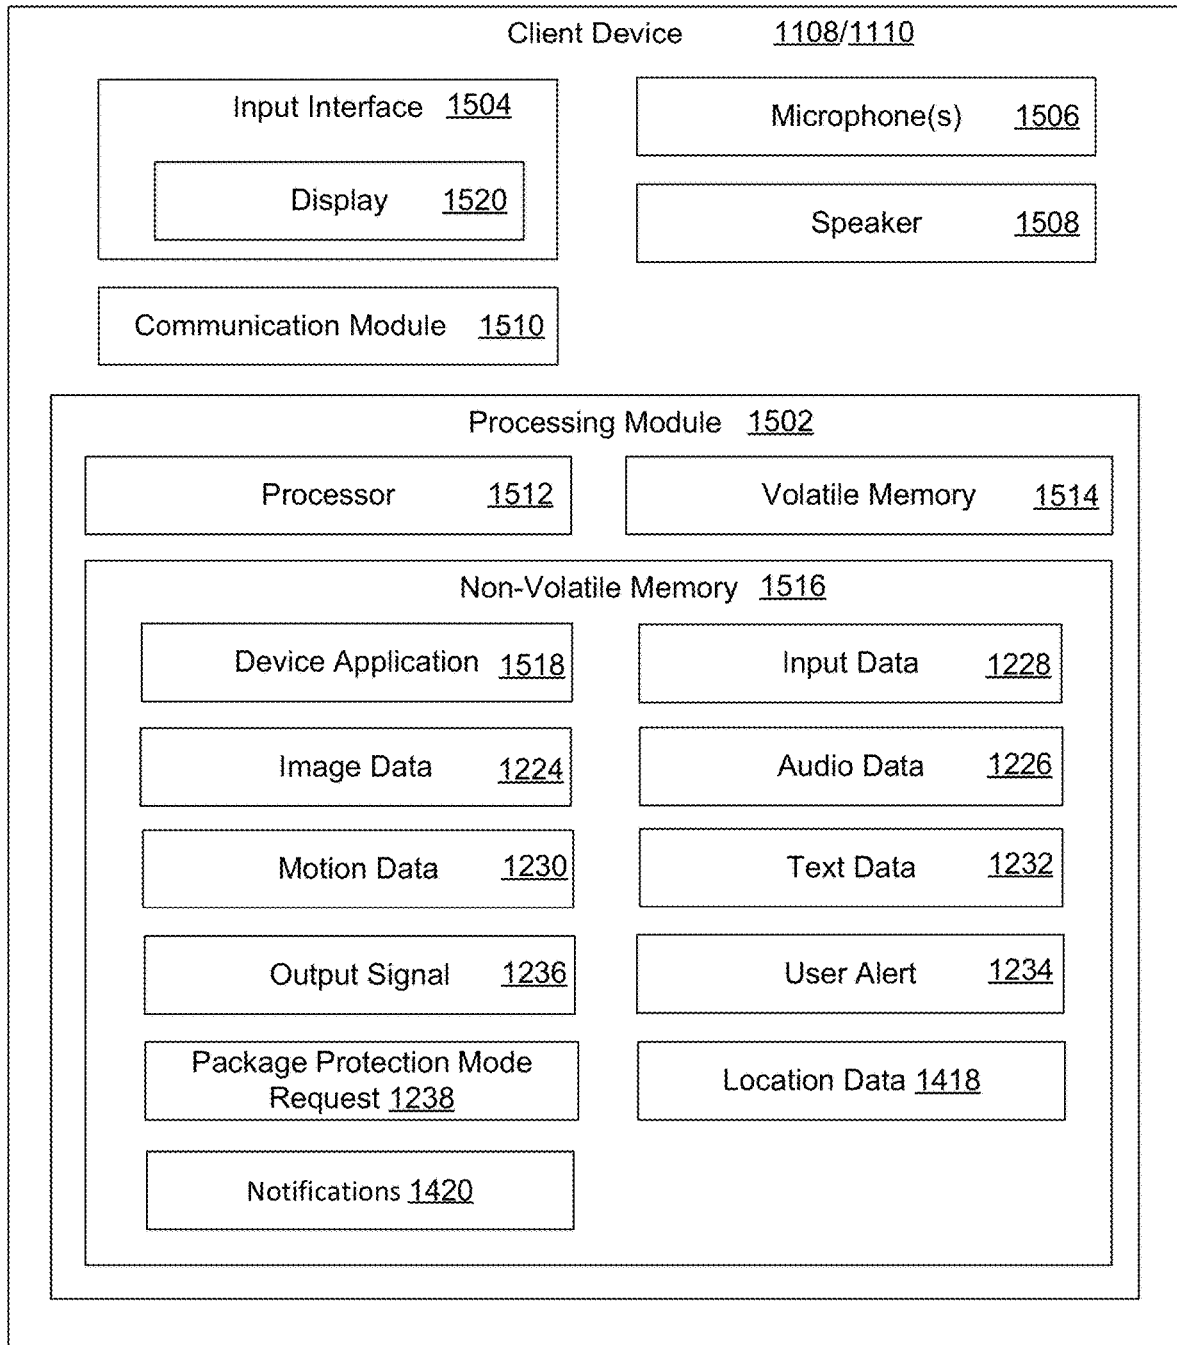 Client Device 1108/1110
Input Interface 1504
Microphone(s) 1506
Display 1520
Speaker 1508
Communication Module 1510
Processing Module 1502
Processor 1512
Volatile Memory 1514
Non-Volatile Memory 1516
Device Application 1518
Input Data 1228
Image Data 1224
Audio Data 1226
Motion Data 1230
Text Data 1232
Output Signal 1236
User Alert 1234
Package Protection Mode
Request 1238
Location Data 1418
Notifications 1420